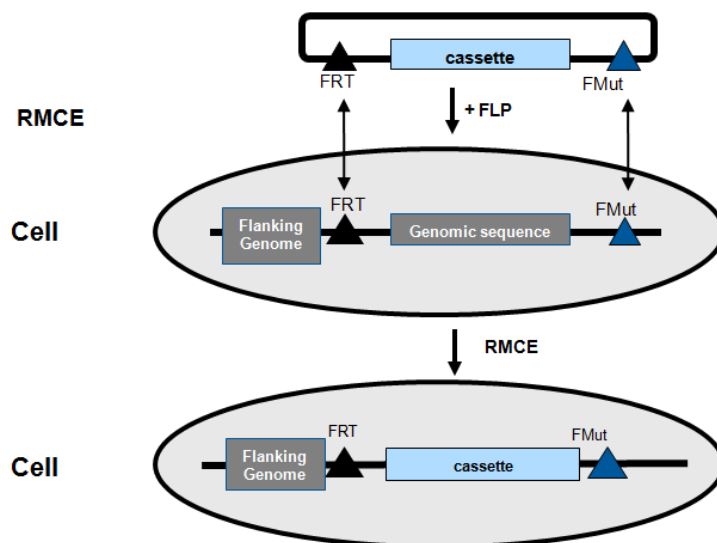 cassette
FRT
FMut
RMCE
+ FLP
FRT
FMut
Cell
Flanking
Genome
Genomic sequence
RMCE
FRT
FMut
Cell
Flanking
Genome
cassette